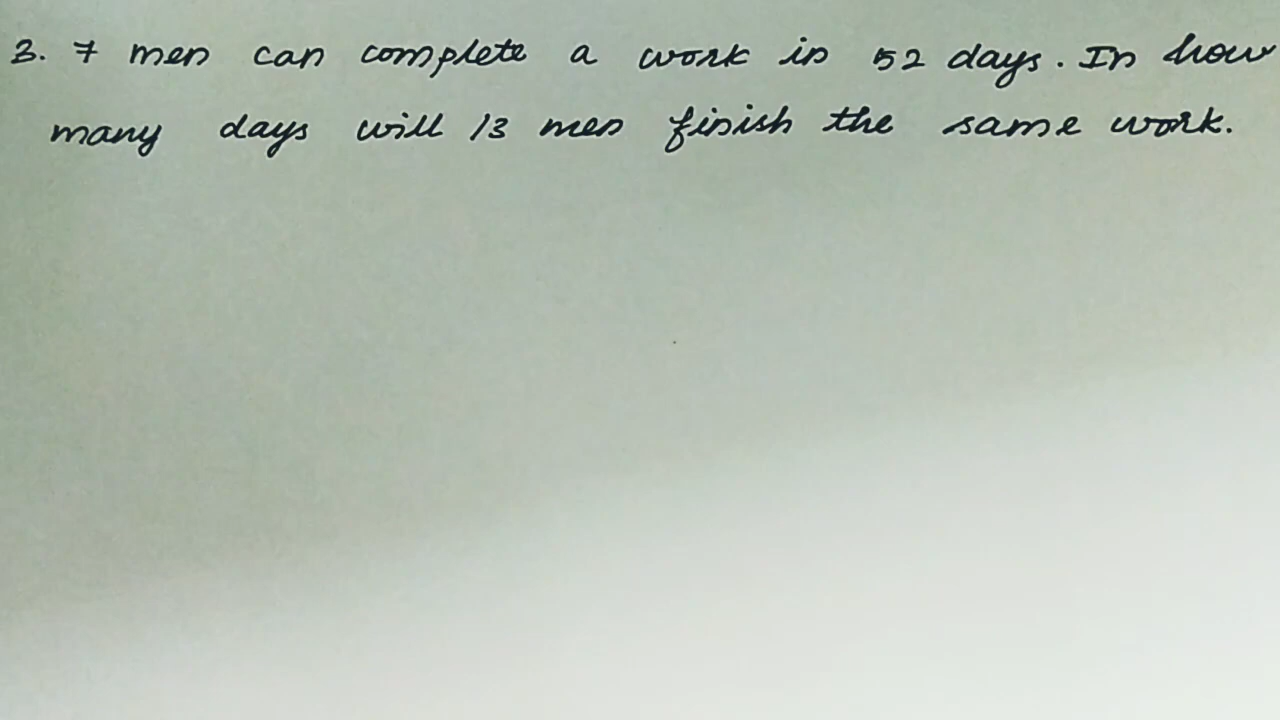 3. 7 men can complete a work in 52 days. In how
many days will 13 men finish the same work.